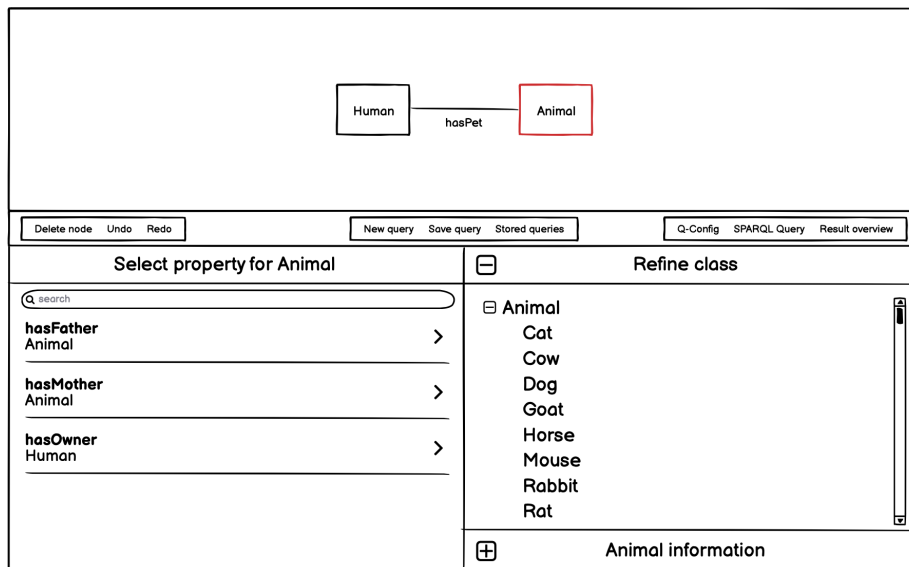 Human
hasPet
Animal
Delete node Undo Redo
New query Save query Stored queries
Q-Config SPARQL Query Result overview
Select property for Animal
search
hasFather
Animal
hasMother
Animal
hasOwner
Human
Refine class
Animal
Cat
Cow
Dog
Goat
Horse
Mouse
Rabbit
Rat
Animal information